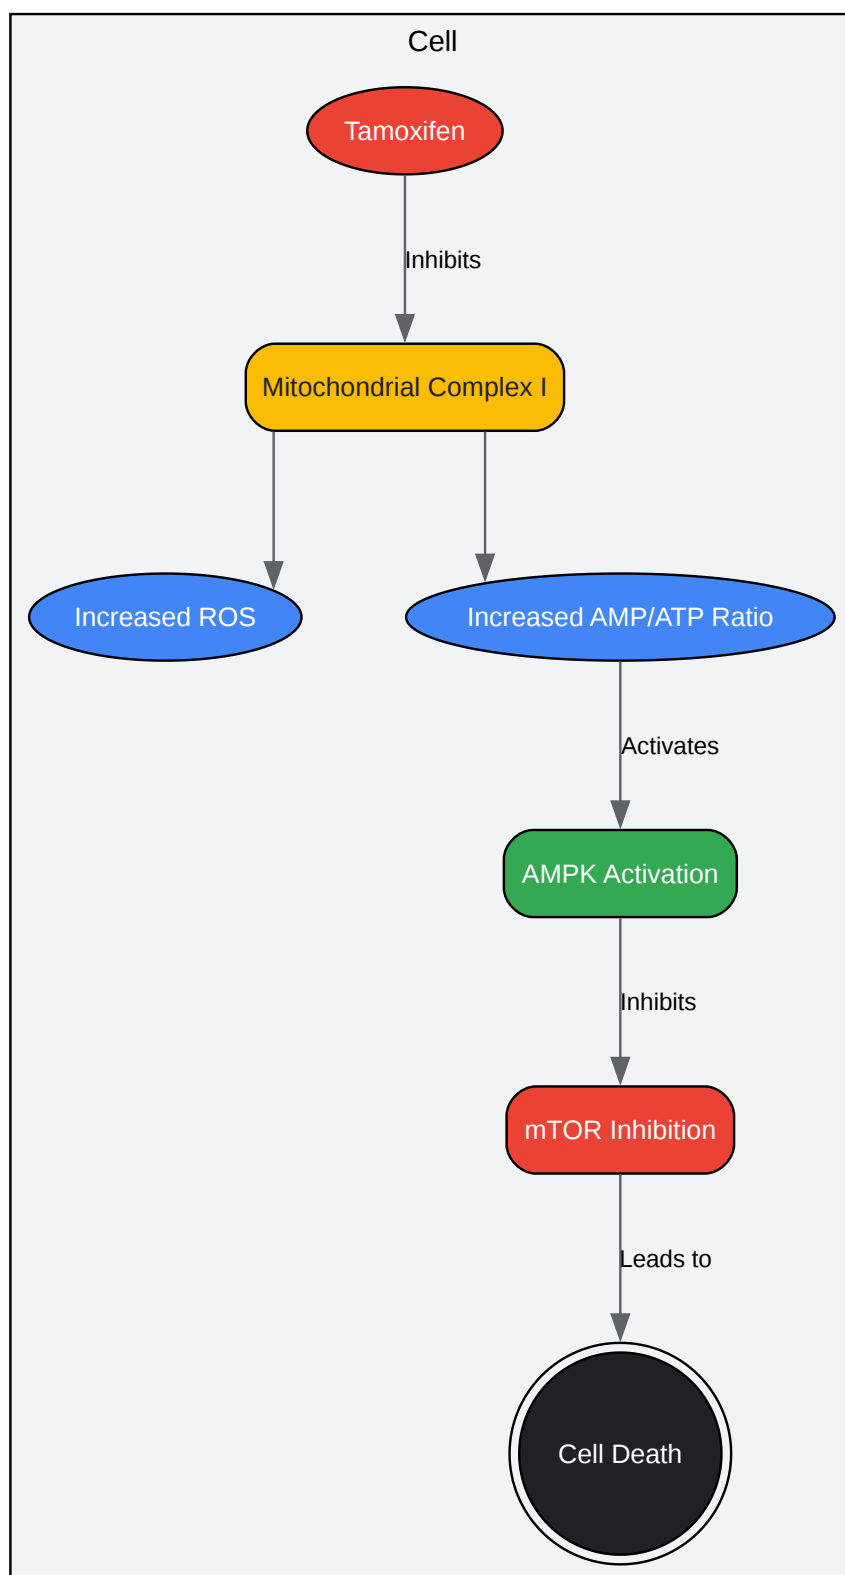 Cell
Tamoxifen
Inhibits
Mitochondrial Complex I
Increased ROS
Increased AMP/ATP Ratio
Activates
AMPK Activation
Inhibits
mTOR Inhibition
Leads to
Cell Death